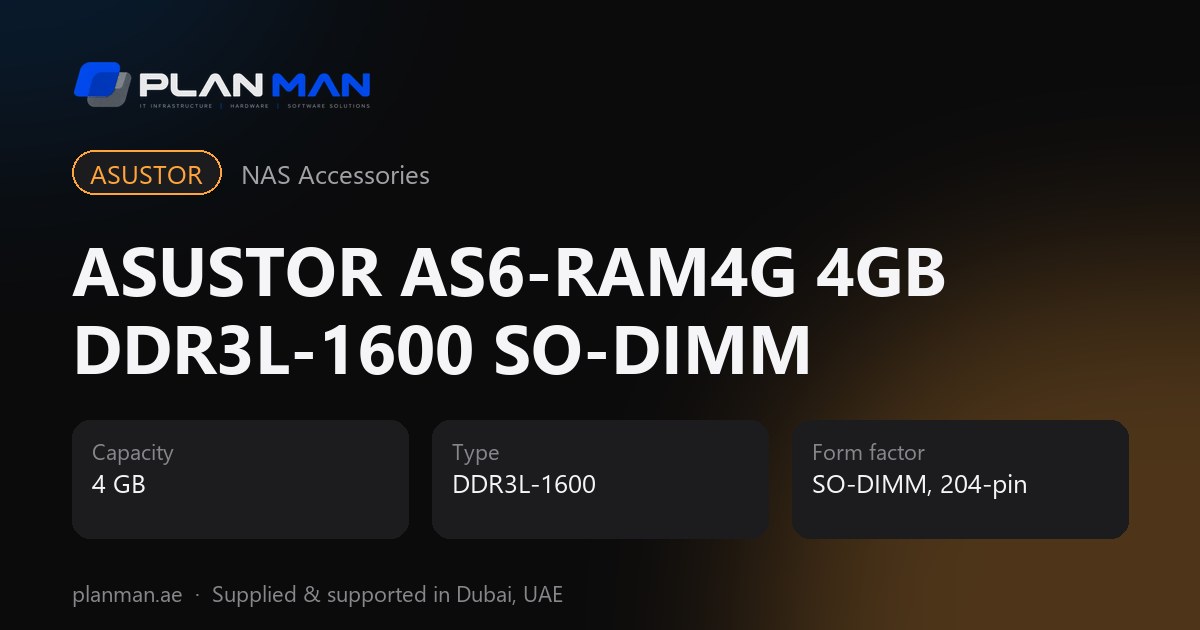 PLAN MAN
IT INFRASTRUCTURE | HARDWARE | SOFTWARE SOLUTIONS
ASUSTOR NAS Accessories
ASUSTOR AS6-RAM4G 4GB
DDR3L-1600 SO-DIMM
Capacity Type Form factor
4 GB DDR3L-1600 SO-DIMM, 204-pin
planman.ae · Supplied & supported in Dubai, UAE